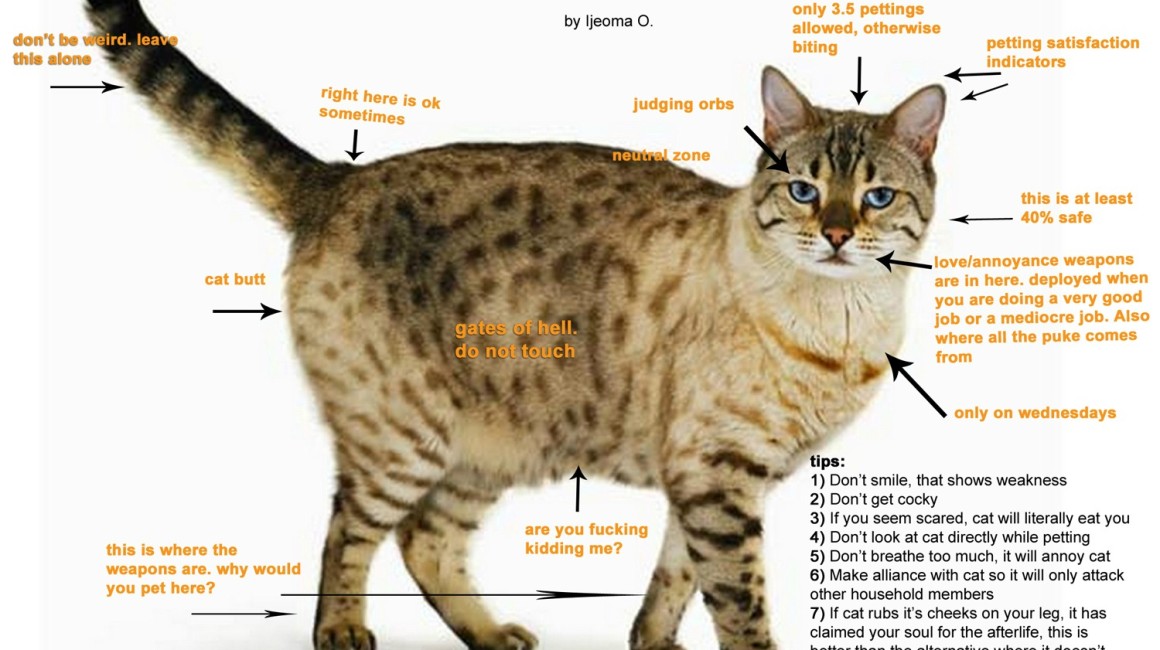 by Ijeoma O.
don't be weird. leave
this alone
right here is ok
sometimes
judging orbs
neutral zone
only 3.5 pettings
allowed, otherwise
biting
petting satisfaction
indicators
this is at least
40% safe
love/annoyance weapons
are in here. deployed when
you are doing a very good
job or a mediocre job. Also
where all the puke comes
from
only on wednesdays
cat butt
gates of hell.
do not touch
are you fucking
kidding me?
this is where the
weapons are. why would
you pet here?
tips:
1) Don't smile, that shows weakness
2) Don't get cocky
3) If you seem scared, cat will literally eat you
4) Don't look at cat directly while petting
5) Don't breathe too much, it will annoy cat
6) Make alliance with cat so it will only attack
other household members
7) If cat rubs it's cheeks on your leg, it has
claimed your soul for the afterlife, this is
better than the alternative where it doesn't